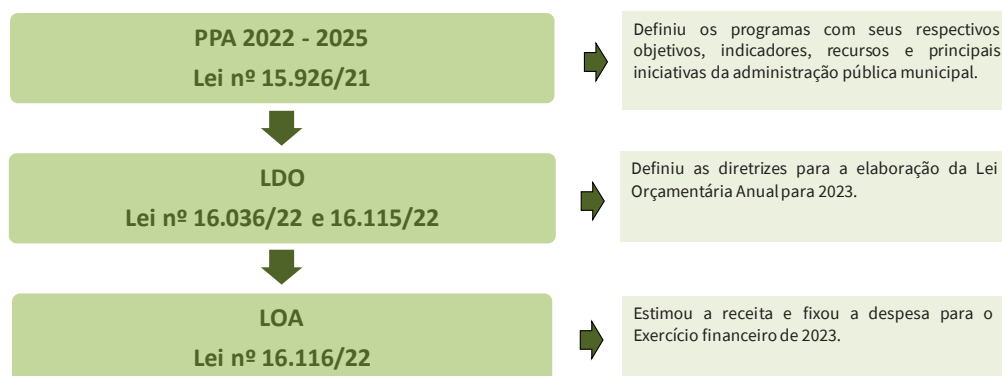 PPA 2022 - 2025
Lei nº 15.926/21
Definiu os programas com seus respectivos
objetivos, indicadores, recursos e principais
iniciativas da administração pública municipal.
LDO
Lei nº 16.036/22 e 16.115/22
Definiu as diretrizes para a elaboração da Lei
Orçamentária Anual para 2023.
LOA
Lei nº 16.116/22
Estimou a receita e fixou a despesa para o
Exercício financeiro de 2023.